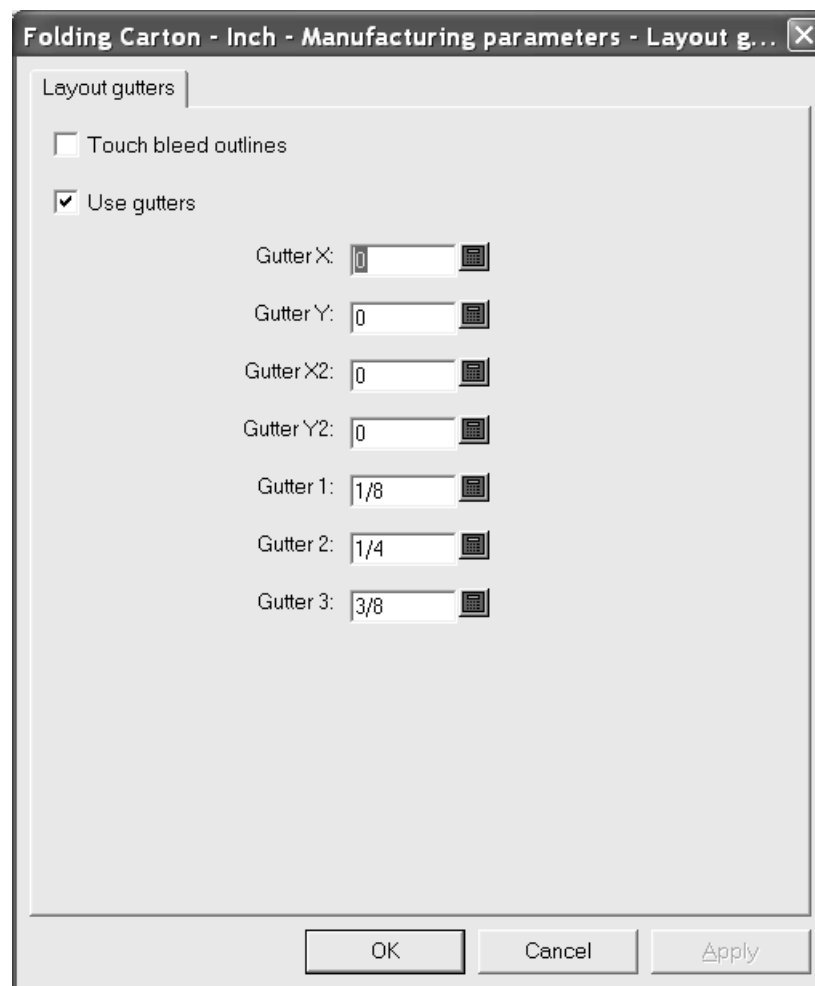 Folding Carton - Inch - Manufacturing parameters - Layout g...
Layout gutters
Touch bleed outlines
Use gutters
Gutter X: 0
Gutter Y: 0
Gutter X2: 0
Gutter Y2: 0
Gutter 1: 1/8
Gutter 2: 1/4
Gutter 3: 3/8
OK Cancel Apply